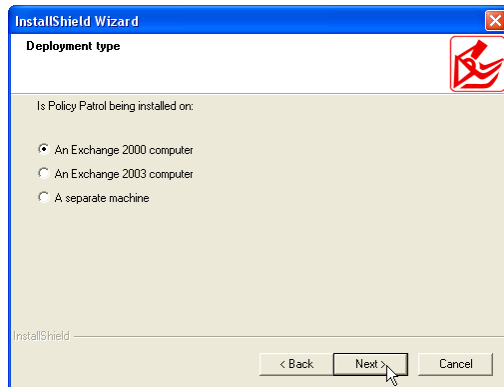 InstallShield Wizard
Deployment type
Is Policy Patrol being installed on:
An Exchange 2000 computer
An Exchange 2003 computer
A separate machine
InstallShield
< Back
Next >
Cancel